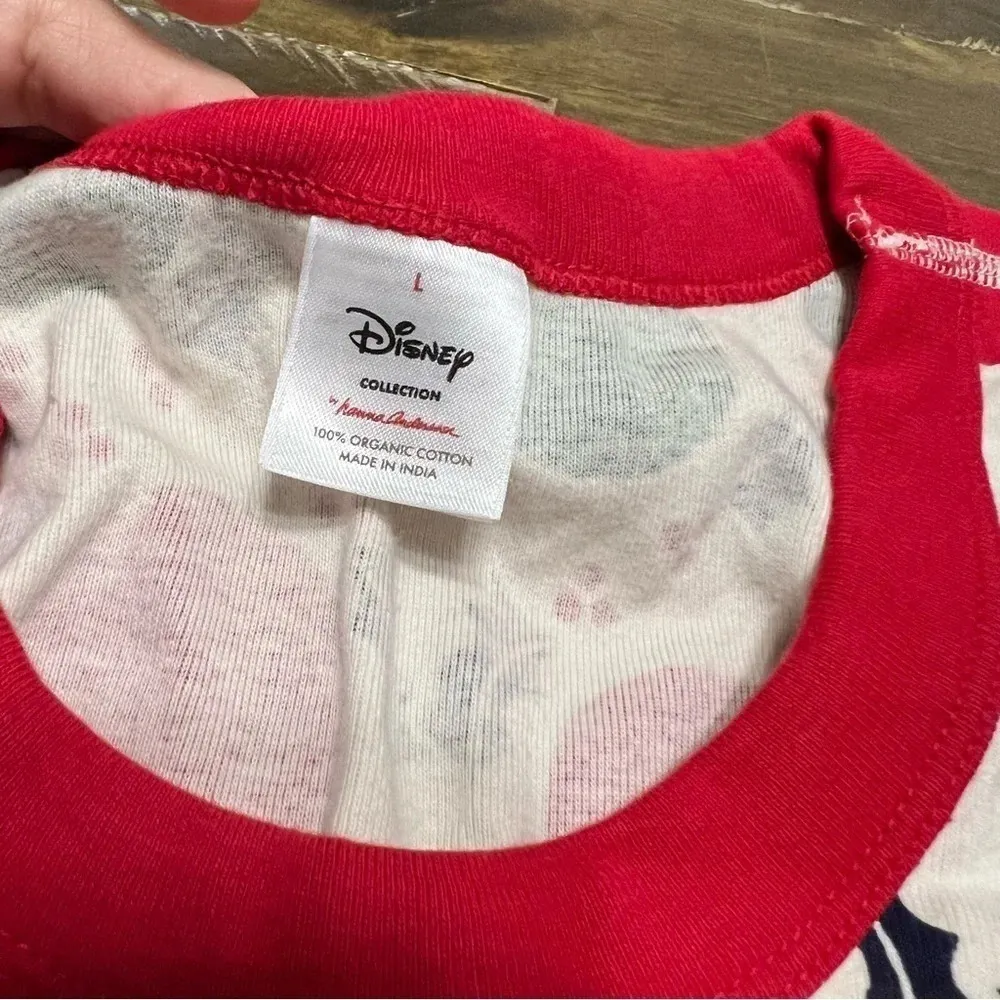 L
Disney
COLLECTION
by hanna Andersson
100% ORGANIC COTTON
MADE IN INDIA